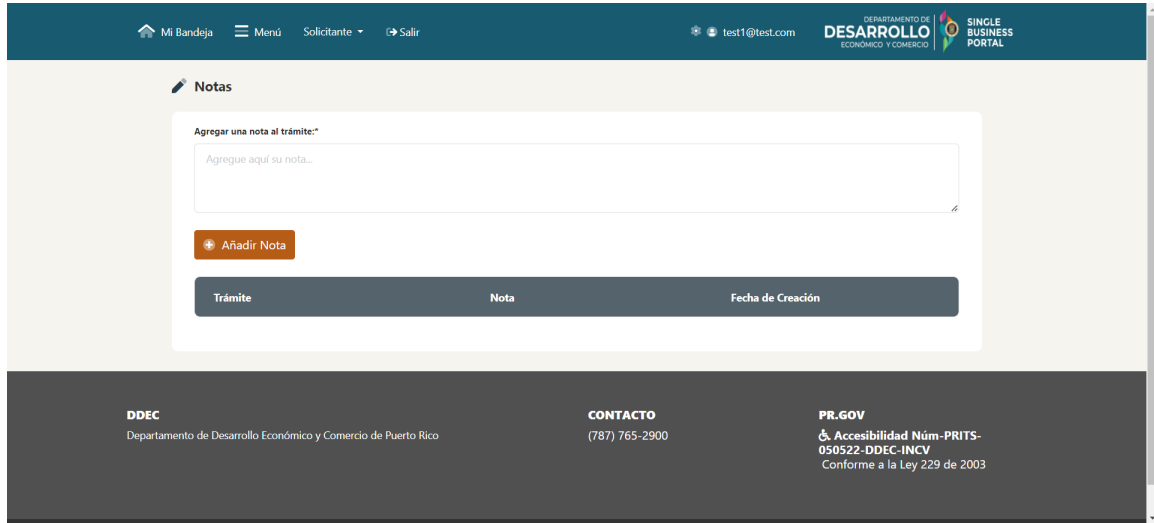 Mi Bandeja Menú Solicitante Salir test1@test.com
DEPARTAMENTO DE
DESARROLLO
ECONÓMICO Y COMERCIO
SINGLE
BUSINESS
PORTAL
Notas
Agregar una nota al trámite:*
Agregue aquí su nota...
Añadir Nota
Trámite Nota Fecha de Creación
DDEC
Departamento de Desarrollo Económico y Comercio de Puerto Rico
CONTACTO
(787) 765-2900
PR.GOV
Accesibilidad Núm-PRITS-
050522-DDEC-INCV
Conforme a la Ley 229 de 2003